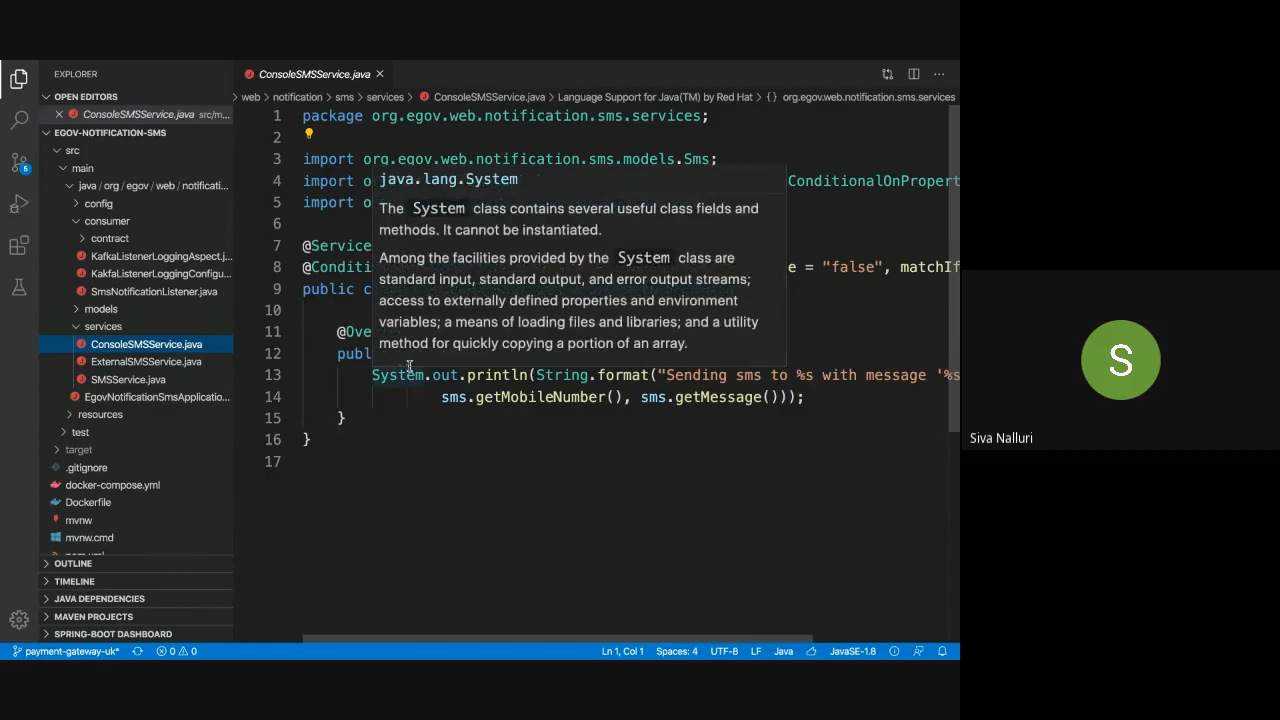 EXPLORER
OPEN EDITORS
ConsoleSMSService.java src/m...
EGOV-NOTIFICATION-SMS
src
main
java / org / egov / web / notificati...
config
consumer
contract
KafkaListenerLoggingAspect.j...
KakfaListenerLoggingConfigu...
SmsNotificationListener.java
models
services
ConsoleSMSService.java
ExternalSMSService.java
SMSService.java
EgovNotificationSmsApplicatio...
resources
test
target
.gitignore
docker-compose.yml
Dockerfile
mvnw
mvnw.cmd
pom.xml
OUTLINE
TIMELINE
JAVA DEPENDENCIES
MAVEN PROJECTS
SPRING-BOOT DASHBOARD
ConsoleSMSService.java
web > notification > sms > services > ConsoleSMSService.java > Language Support for Java(TM) by Red Hat > {} org.egov.web.notification.sms.services
1 package org.egov.web.notification.sms.services;
2
3 import org.egov.web.notification.sms.models.Sms;
4 import o ConditionalOnPropert
5 import o
6
7 @Service
8 @Conditi e = "false", matchIf
9 public c
10
11 @Ove
12 publ
13 System.out.println(String.format("Sending sms to %s with message '%s
14 sms.getMobileNumber(), sms.getMessage()));
15 }
16 }
17
java.lang.System
The System class contains several useful class fields and
methods. It cannot be instantiated.
Among the facilities provided by the System class are
standard input, standard output, and error output streams;
access to externally defined properties and environment
variables; a means of loading files and libraries; and a utility
method for quickly copying a portion of an array.
5
payment-gateway-uk* 0 0 Ln 1, Col 1 Spaces: 4 UTF-8 LF Java JavaSE-1.8
S
Siva Nalluri